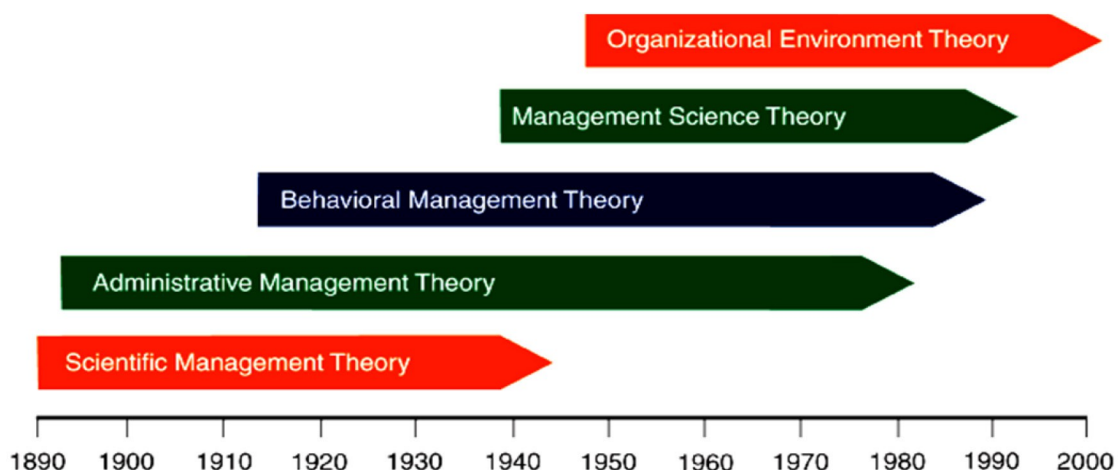 Organizational Environment Theory
Management Science Theory
Behavioral Management Theory
Administrative Management Theory
Scientific Management Theory
1890 1900 1910 1920 1930 1940 1950 1960 1970 1980 1990 2000